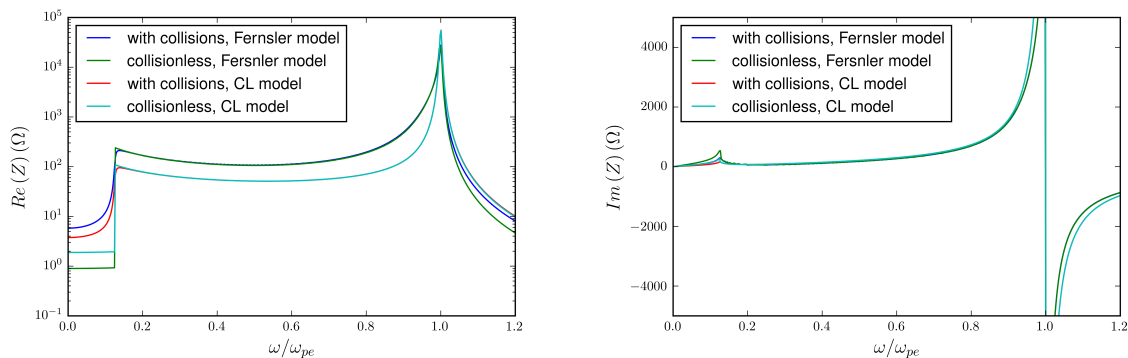 10^5
10^4
10^3
10^2
10^1
10^0
10^{-1}
Re (Z) (Ω)
with collisions, Fernsler model
collisionless, Fersnler model
with collisions, CL model
collisionless, CL model
0.0 0.2 0.4 0.6 0.8 1.0 1.2
ω/ω_{pe}
4000
2000
0
−2000
−4000
Im (Z) (Ω)
with collisions, Fernsler model
collisionless, Fersnler model
with collisions, CL model
collisionless, CL model
0.0 0.2 0.4 0.6 0.8 1.0 1.2
ω/ω_{pe}